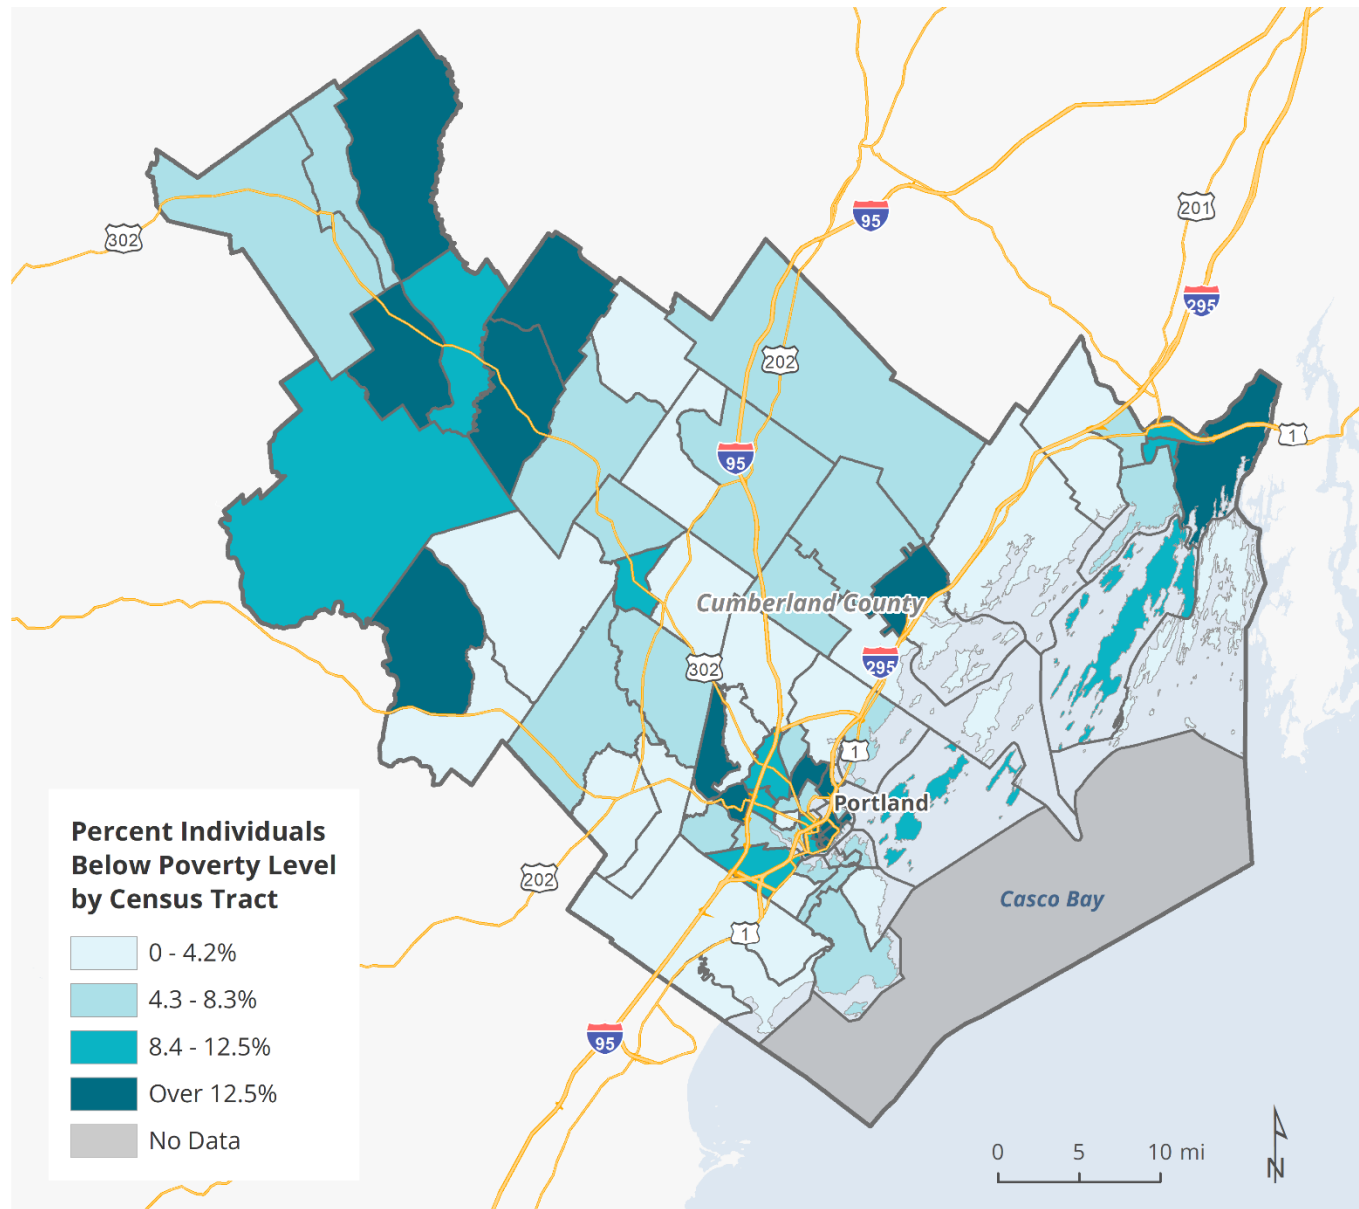 95
201
302
295
202
1
95
Cumberland County
302
295
1
Portland
Percent Individuals
Below Poverty Level
by Census Tract
202
Casco Bay
1
0 - 4.2%
4.3 - 8.3%
8.4 - 12.5%
95
Over 12.5%
No Data
0 5 10 mi
N